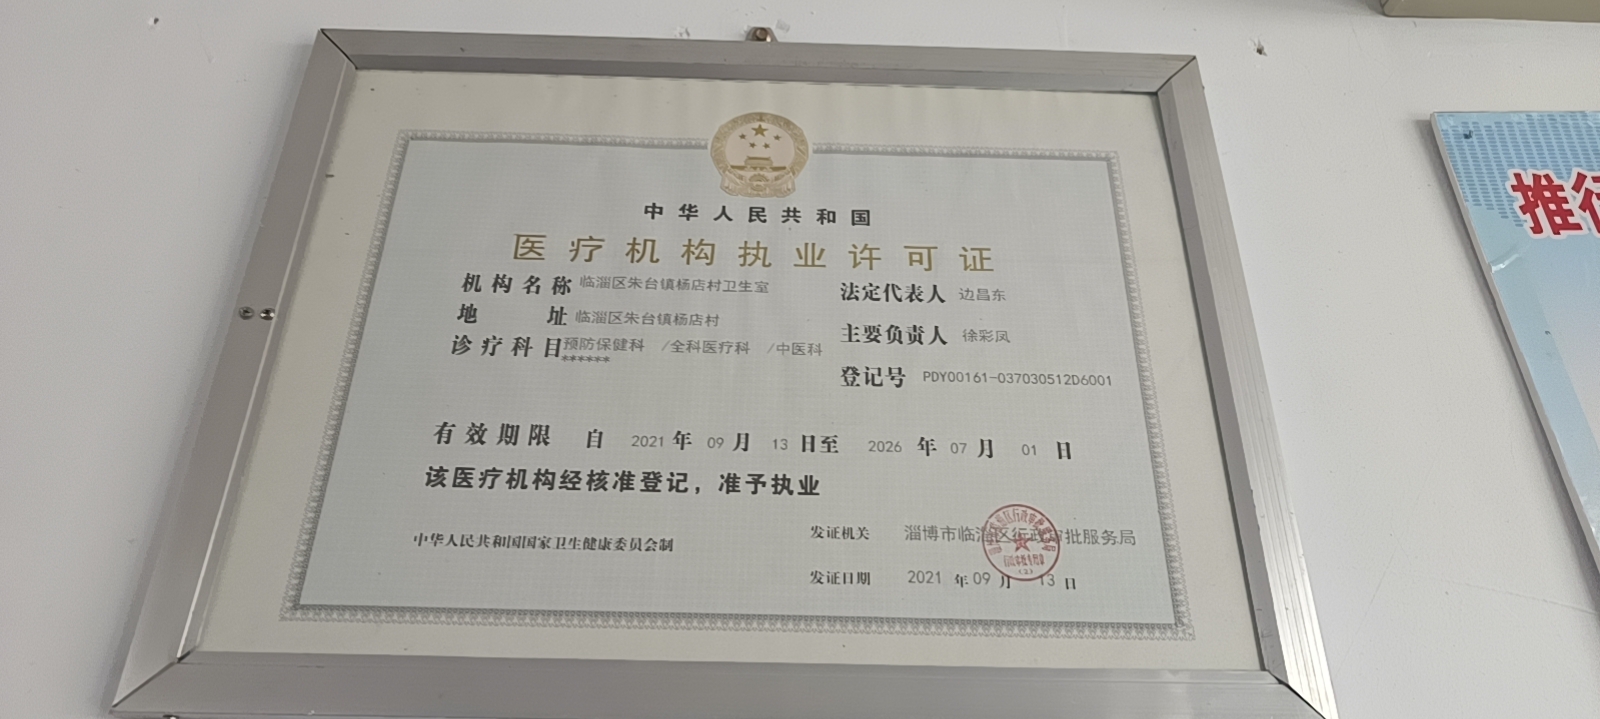 中华人民共和国
医疗机构执业许可证
机构名称 临淄区朱台镇杨店村卫生室
法定代表人 边昌东
地 址 临淄区朱台镇杨店村
主要负责人 徐彩凤
诊疗科目 预防保健科 /全科医疗科 /中医科
******
登记号 PDY00161-037030512D6001
有效期限 自 2021 年 09 月 13 日至 2026 年 07 月 01 日
该医疗机构经核准登记，准予执业
中华人民共和国国家卫生健康委员会制
发证机关 淄博市临淄区行政审批服务局
发证日期 2021 年 09 月 13 日
推行